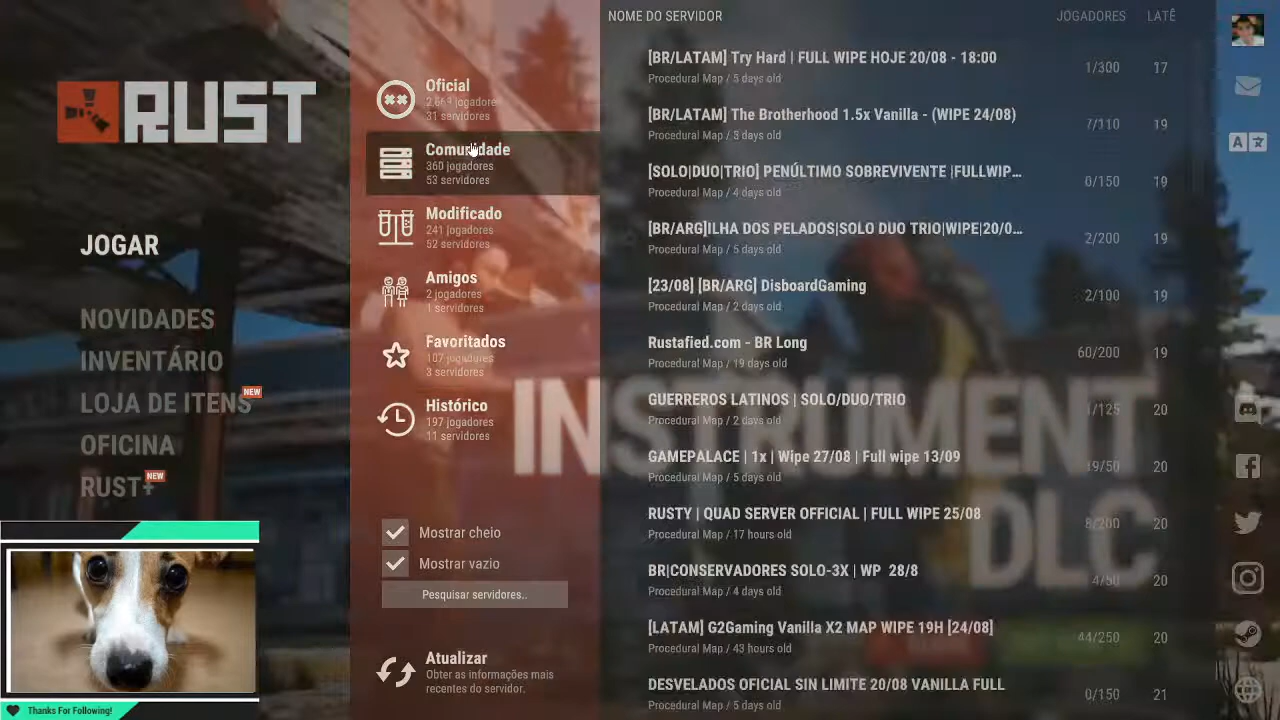 RUST
JOGAR
NOVIDADES
INVENTÁRIO
LOJA DE ITENS NEW
OFICINA
RUST+ NEW
Thanks For Following!
Oficial
jogadore
31 servidores
Comunidade
360 jogadores
53 servidores
Modificado
241 jogadores
52 servidores
Amigos
2 jogadores
1 servidores
Favoritados
107 jogadores
3 servidores
Histórico
197 jogadores
11 servidores
Mostrar cheio
Mostrar vazio
Pesquisar servidores..
Atualizar
Obter as informações mais
recentes do servidor.
NOME DO SERVIDOR JOGADORES LATÊ
[BR/LATAM] Try Hard | FULL WIPE HOJE 20/08 - 18:00 1/300 17
Procedural Map / 5 days old
[BR/LATAM] The Brotherhood 1.5x Vanilla - (WIPE 24/08) 7/110 19
Procedural Map / 3 days old
[SOLO|DUO|TRIO] PENÚLTIMO SOBREVIVENTE |FULLWIP... 0/150 19
Procedural Map / 4 days old
[BR/ARG]ILHA DOS PELADOS|SOLO DUO TRIO|WIPE|20/0... 2/200 19
Procedural Map / 5 days old
[23/08] [BR/ARG] DisboardGaming 2/100 19
Procedural Map / 2 days old
Rustafied.com - BR Long 60/200 19
Procedural Map / 19 days old
GUERREROS LATINOS | SOLO/DUO/TRIO 1/125 20
Procedural Map / 2 days old
GAMEPALACE | 1x | Wipe 27/08 | Full wipe 13/09 19/50 20
Procedural Map / 5 days old
RUSTY | QUAD SERVER OFFICIAL | FULL WIPE 25/08 8/200 20
Procedural Map / 17 hours old
BR|CONSERVADORES SOLO-3X | WP 28/8 4/50 20
Procedural Map / 4 days old
[LATAM] G2Gaming Vanilla X2 MAP WIPE 19H [24/08] 44/250 20
Procedural Map / 43 hours old
DESVELADOS OFICIAL SIN LIMITE 20/08 VANILLA FULL 0/150 21
Procedural Map / 5 days old
INSTRUMENT
DLC